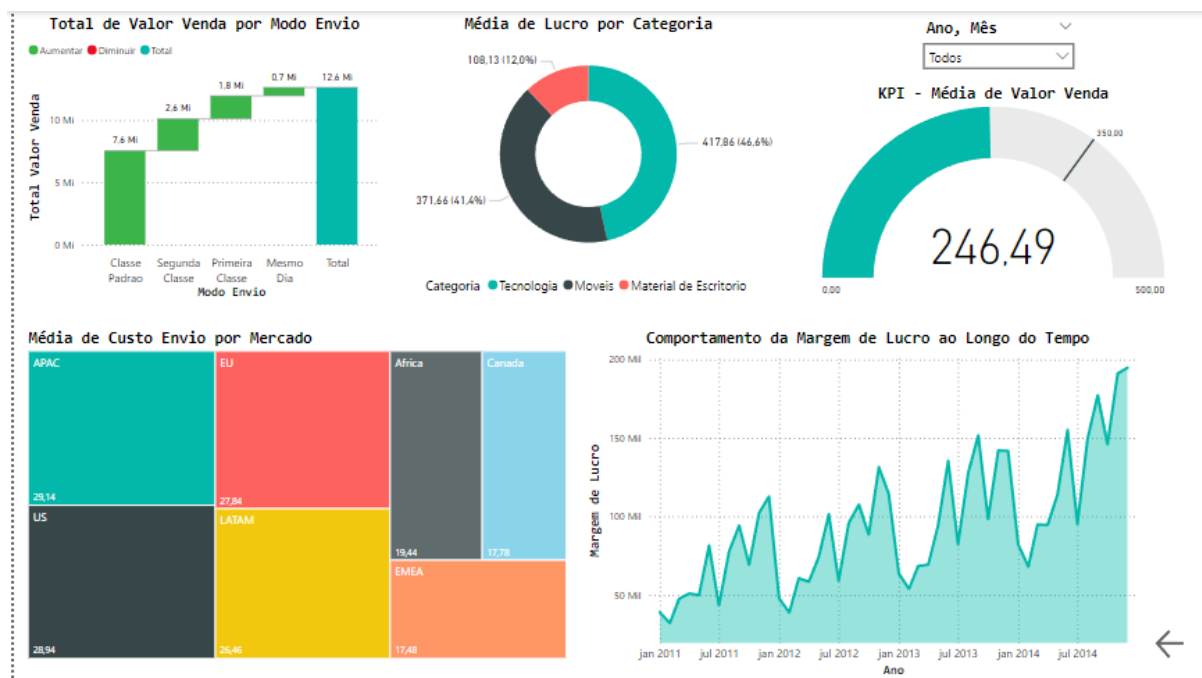 Total de Valor Venda por Modo Envio
Aumentar Diminuir Total
Total Valor Venda
10 Mi
5 Mi
0 Mi
7.6 Mi
2.6 Mi
1.8 Mi
0.7 Mi
12.6 Mi
Classe Padrao
Segunda Classe
Primeira Classe
Mesmo Dia
Total
Modo Envio
Média de Lucro por Categoria
108,13 (12,0%)
417,86 (46,6%)
371,66 (41,4%)
Categoria Tecnologia Moveis Material de Escritorio
Ano, Mês
Todos
KPI - Média de Valor Venda
350,00
246,49
0,00
500,00
Média de Custo Envio por Mercado
APAC
29,14
EU
27,84
Africa
19,44
Canada
17,78
US
28,94
LATAM
26,46
EMEA
17,48
Comportamento da Margem de Lucro ao Longo do Tempo
Margem de Lucro
200 Mil
150 Mil
100 Mil
50 Mil
jan 2011
jul 2011
jan 2012
jul 2012
jan 2013
jul 2013
jan 2014
jul 2014
Ano